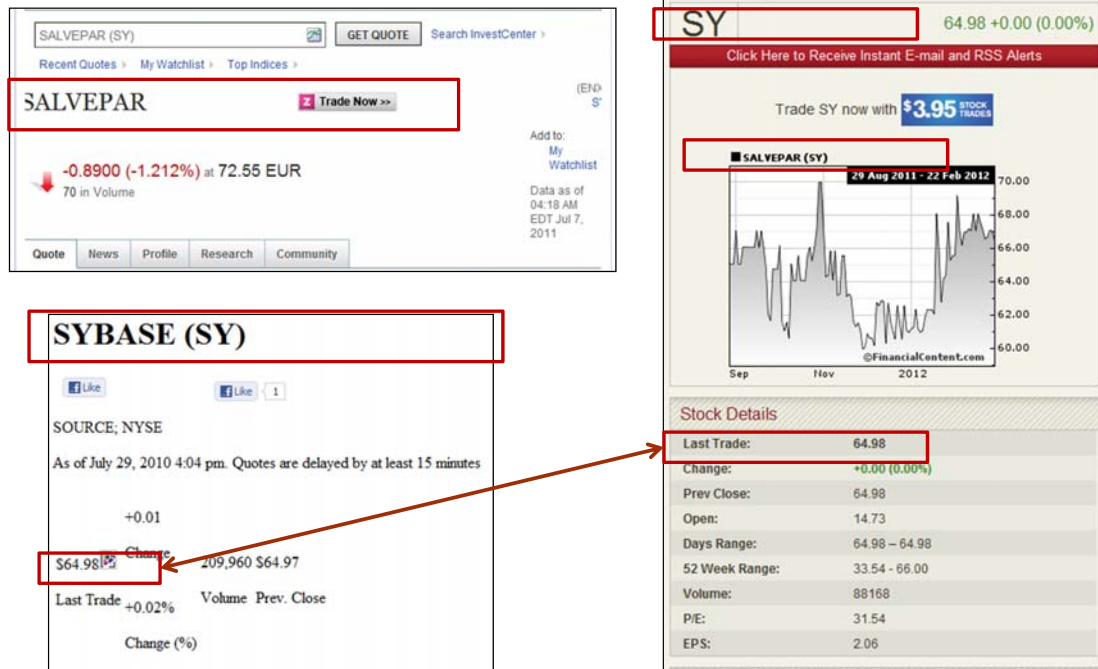 SALVEPAR (SY)
GET QUOTE
Search InvestCenter
Recent Quotes
My Watchlist
Top Indices
SALVEPAR
Z Trade Now >>
-0.8900 (-1.212%) at 72.55 EUR
70 in Volume
Add to:
My
Watchlist
Data as of
04:18 AM
EDT Jul 7,
2011
Quote News Profile Research Community
SYBASE (SY)
Like
Like 1
SOURCE; NYSE
As of July 29, 2010 4:04 pm. Quotes are delayed by at least 15 minutes
+0.01
Change
$64.98
209,960 $64.97
Last Trade
Volume Prev. Close
+0.02%
Change (%)
SY
64.98 +0.00 (0.00%)
Click Here to Receive Instant E-mail and RSS Alerts
Trade SY now with $3.95 STOCK TRADES
SALVEPAR (SY)
29 Aug 2011 - 22 Feb 2012
70.00
68.00
66.00
64.00
62.00
60.00
©FinancialContent.com
Sep Nov 2012
Stock Details
Last Trade: 64.98
Change: +0.00 (0.00%)
Prev Close: 64.98
Open: 14.73
Days Range: 64.98 – 64.98
52 Week Range: 33.54 - 66.00
Volume: 88168
P/E: 31.54
EPS: 2.06